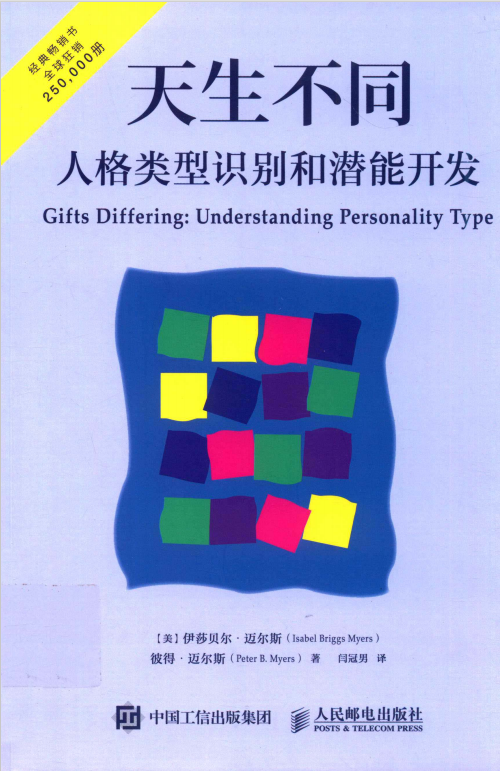 经典畅销书
全球狂销
250,000册
天生不同
人格类型识别和潜能开发
Gifts Differing: Understanding Personality Type
【美】伊莎贝尔·迈尔斯（Isabel Briggs Myers）
彼得·迈尔斯（Peter B. Myers） 著 闫冠男 译
中国工信出版集团
人民邮电出版社
POSTS & TELECOM PRESS